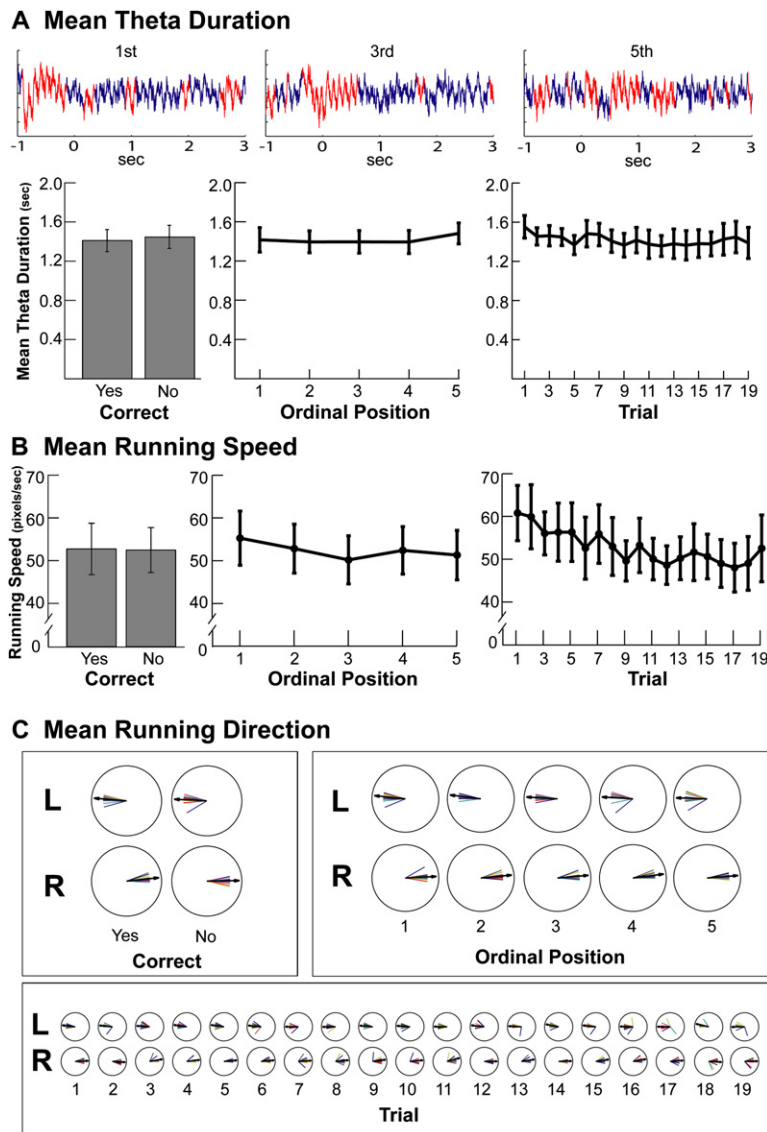 A Mean Theta Duration
1st 3rd 5th
-1 0 1 2 3 -1 0 1 2 3 -1 0 1 2 3
sec sec sec
Mean Theta Duration (sec)
2.0 2.0 2.0
1.6 1.6 1.6
1.2 1.2 1.2
0.8 0.8 0.8
0.4 0.4 0.4
Yes No 1 2 3 4 5 1 3 5 7 9 11 13 15 17 19
Correct Ordinal Position Trial
B Mean Running Speed
Running Speed (pixels/sec)
70 70 70
60 60 60
50 50 50
40 40 40
0 0 0
Yes No 1 2 3 4 5 1 3 5 7 9 11 13 15 17 19
Correct Ordinal Position Trial
C Mean Running Direction
L L
R R
Yes No 1 2 3 4 5
Correct Ordinal Position
L
R
1 2 3 4 5 6 7 8 9 10 11 12 13 14 15 16 17 18 19
Trial